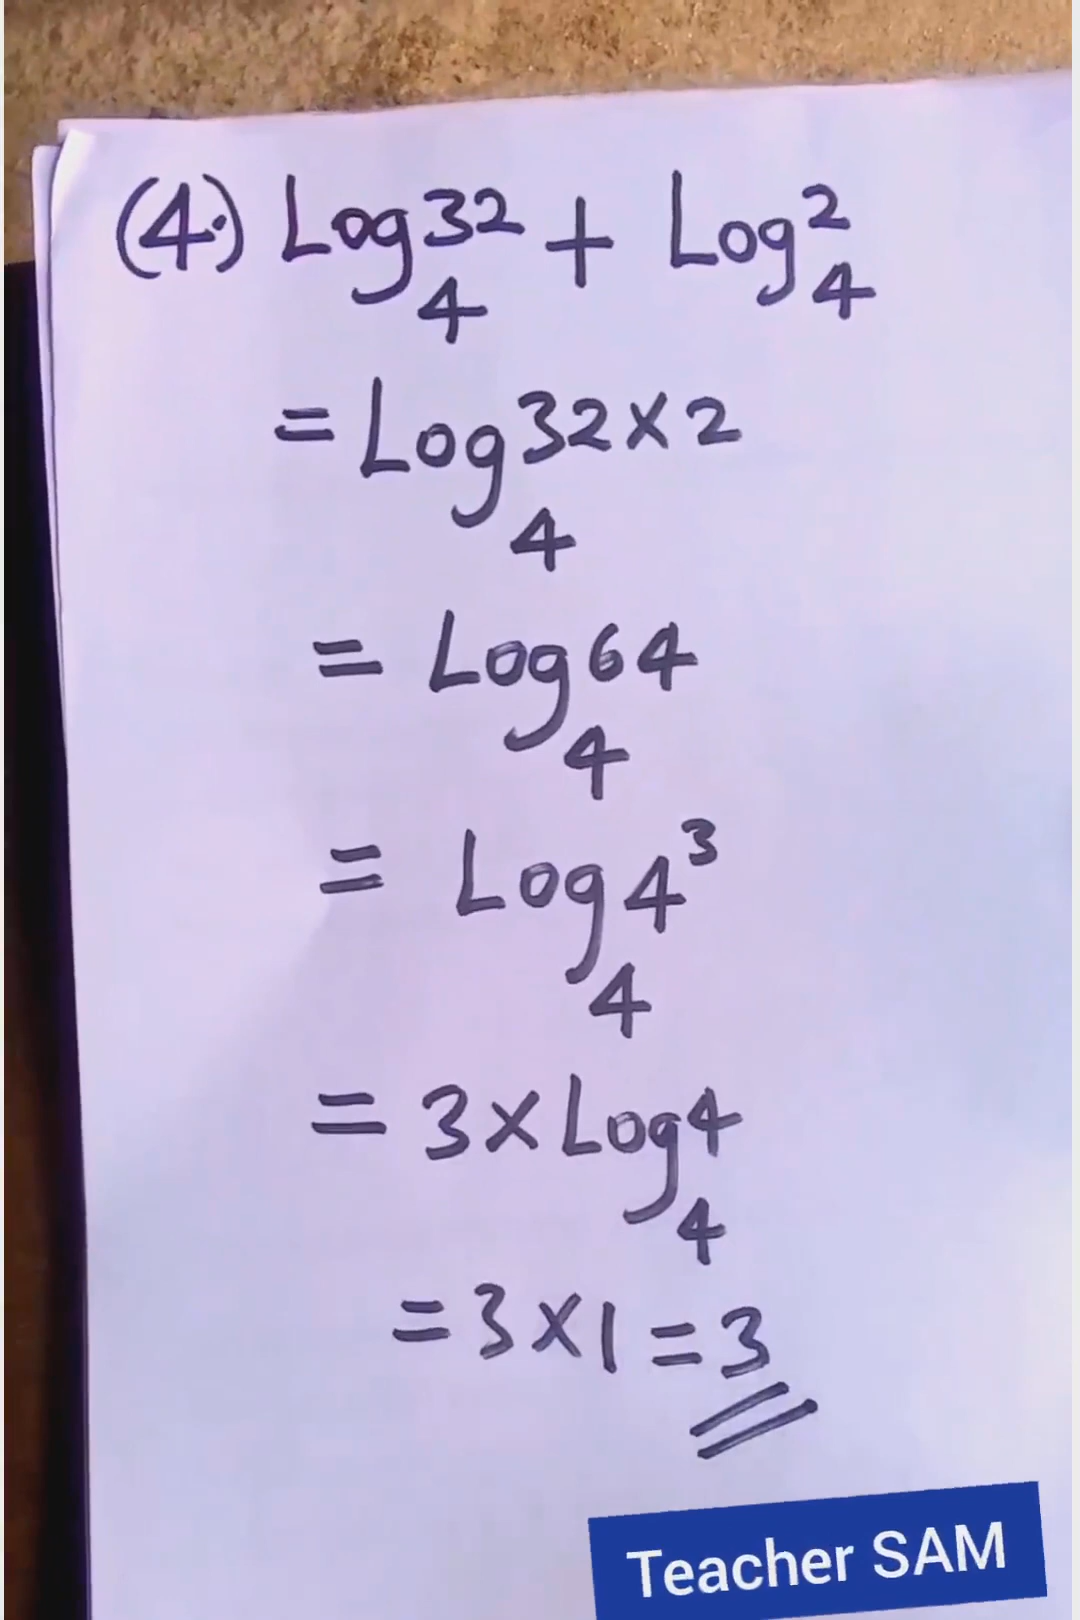 (4.) Log₄32 + Log₄2
= Log₄32×2
= Log₄64
= Log₄4³
= 3×Log₄4
= 3×1 = 3
Teacher SAM